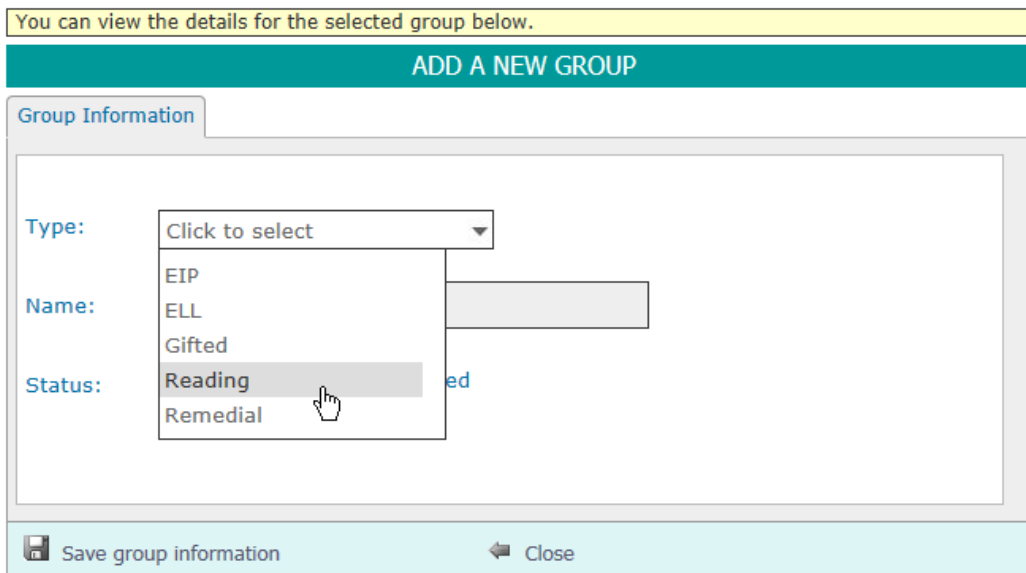 You can view the details for the selected group below.
ADD A NEW GROUP
Group Information
Type:
Click to select
EIP
Name:
ELL
Gifted
Status:
Reading
ed
Remedial
Save group information
Close